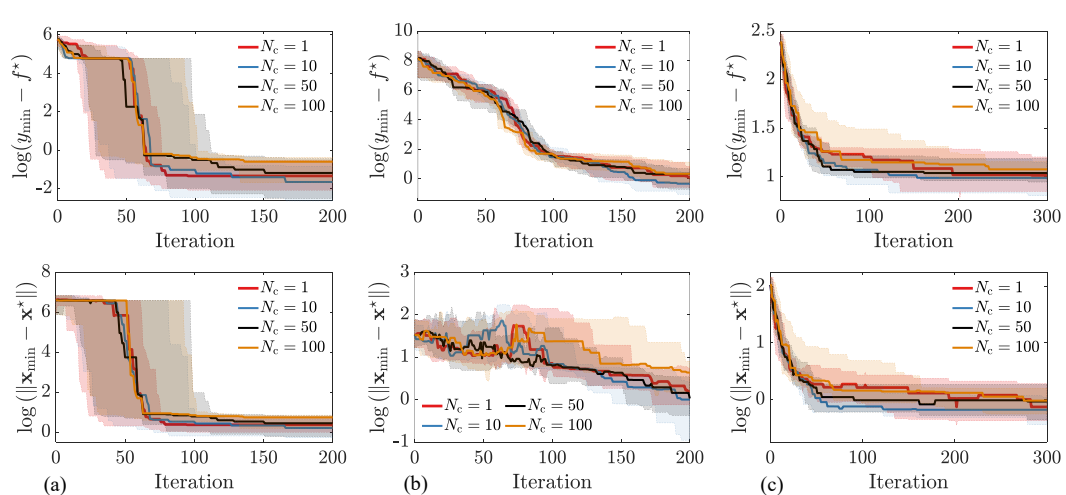 6
4
2
0
-2
log(y_min − f⋆)
N_c = 1
N_c = 10
N_c = 50
N_c = 100
0 50 100 150 200
Iteration
10
8
6
4
2
0
log(y_min − f⋆)
N_c = 1
N_c = 10
N_c = 50
N_c = 100
0 50 100 150 200
Iteration
2.5
2
1.5
1
log(y_min − f⋆)
N_c = 1
N_c = 10
N_c = 50
N_c = 100
0 100 200 300
Iteration
8
6
4
2
0
log (‖x_min − x⋆‖)
N_c = 1
N_c = 10
N_c = 50
N_c = 100
0 50 100 150 200
Iteration
(a)
3
2
1
0
-1
log (‖x_min − x⋆‖)
N_c = 1 N_c = 50
N_c = 10 N_c = 100
0 50 100 150 200
Iteration
(b)
2
1
0
log (‖x_min − x⋆‖)
N_c = 1
N_c = 10
N_c = 50
N_c = 100
0 100 200 300
Iteration
(c)